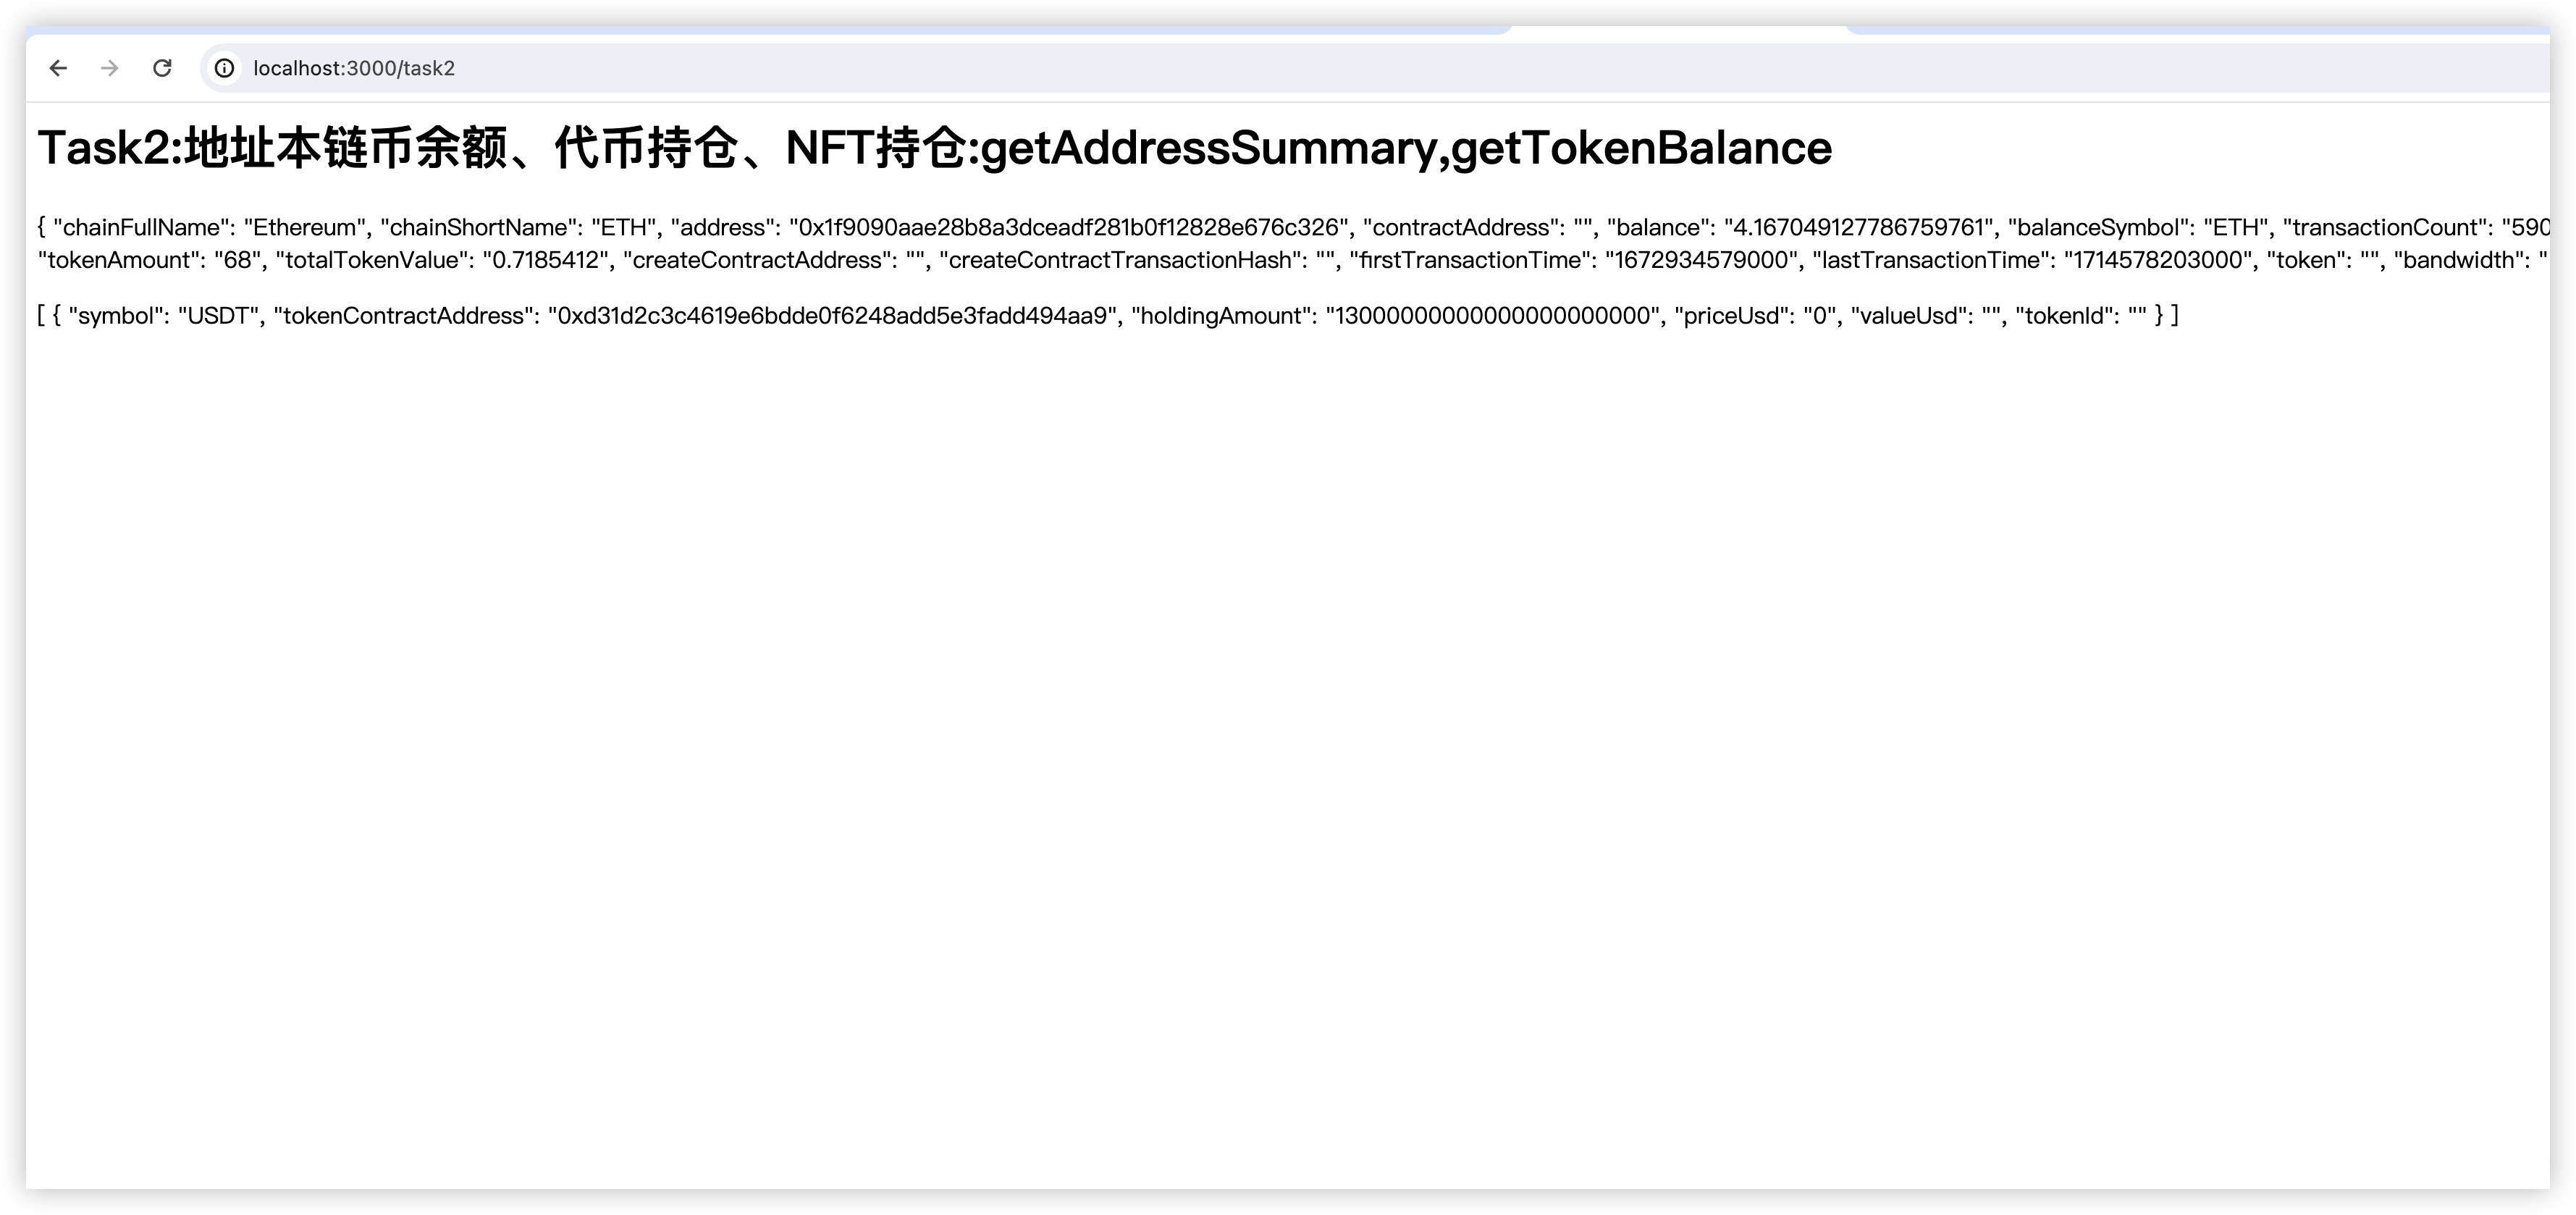 localhost:3000/task2
Task2:地址本链币余额、代币持仓、NFT持仓:getAddressSummary,getTokenBalance
{ "chainFullName": "Ethereum", "chainShortName": "ETH", "address": "0x1f9090aae28b8a3dceadf281b0f12828e676c326", "contractAddress": "", "balance": "4.167049127786759761", "balanceSymbol": "ETH", "transactionCount": "590
"tokenAmount": "68", "totalTokenValue": "0.7185412", "createContractAddress": "", "createContractTransactionHash": "", "firstTransactionTime": "1672934579000", "lastTransactionTime": "1714578203000", "token": "", "bandwidth": "
[ { "symbol": "USDT", "tokenContractAddress": "0xd31d2c3c4619e6bdde0f6248add5e3fadd494aa9", "holdingAmount": "13000000000000000000000", "priceUsd": "0", "valueUsd": "", "tokenId": "" } ]